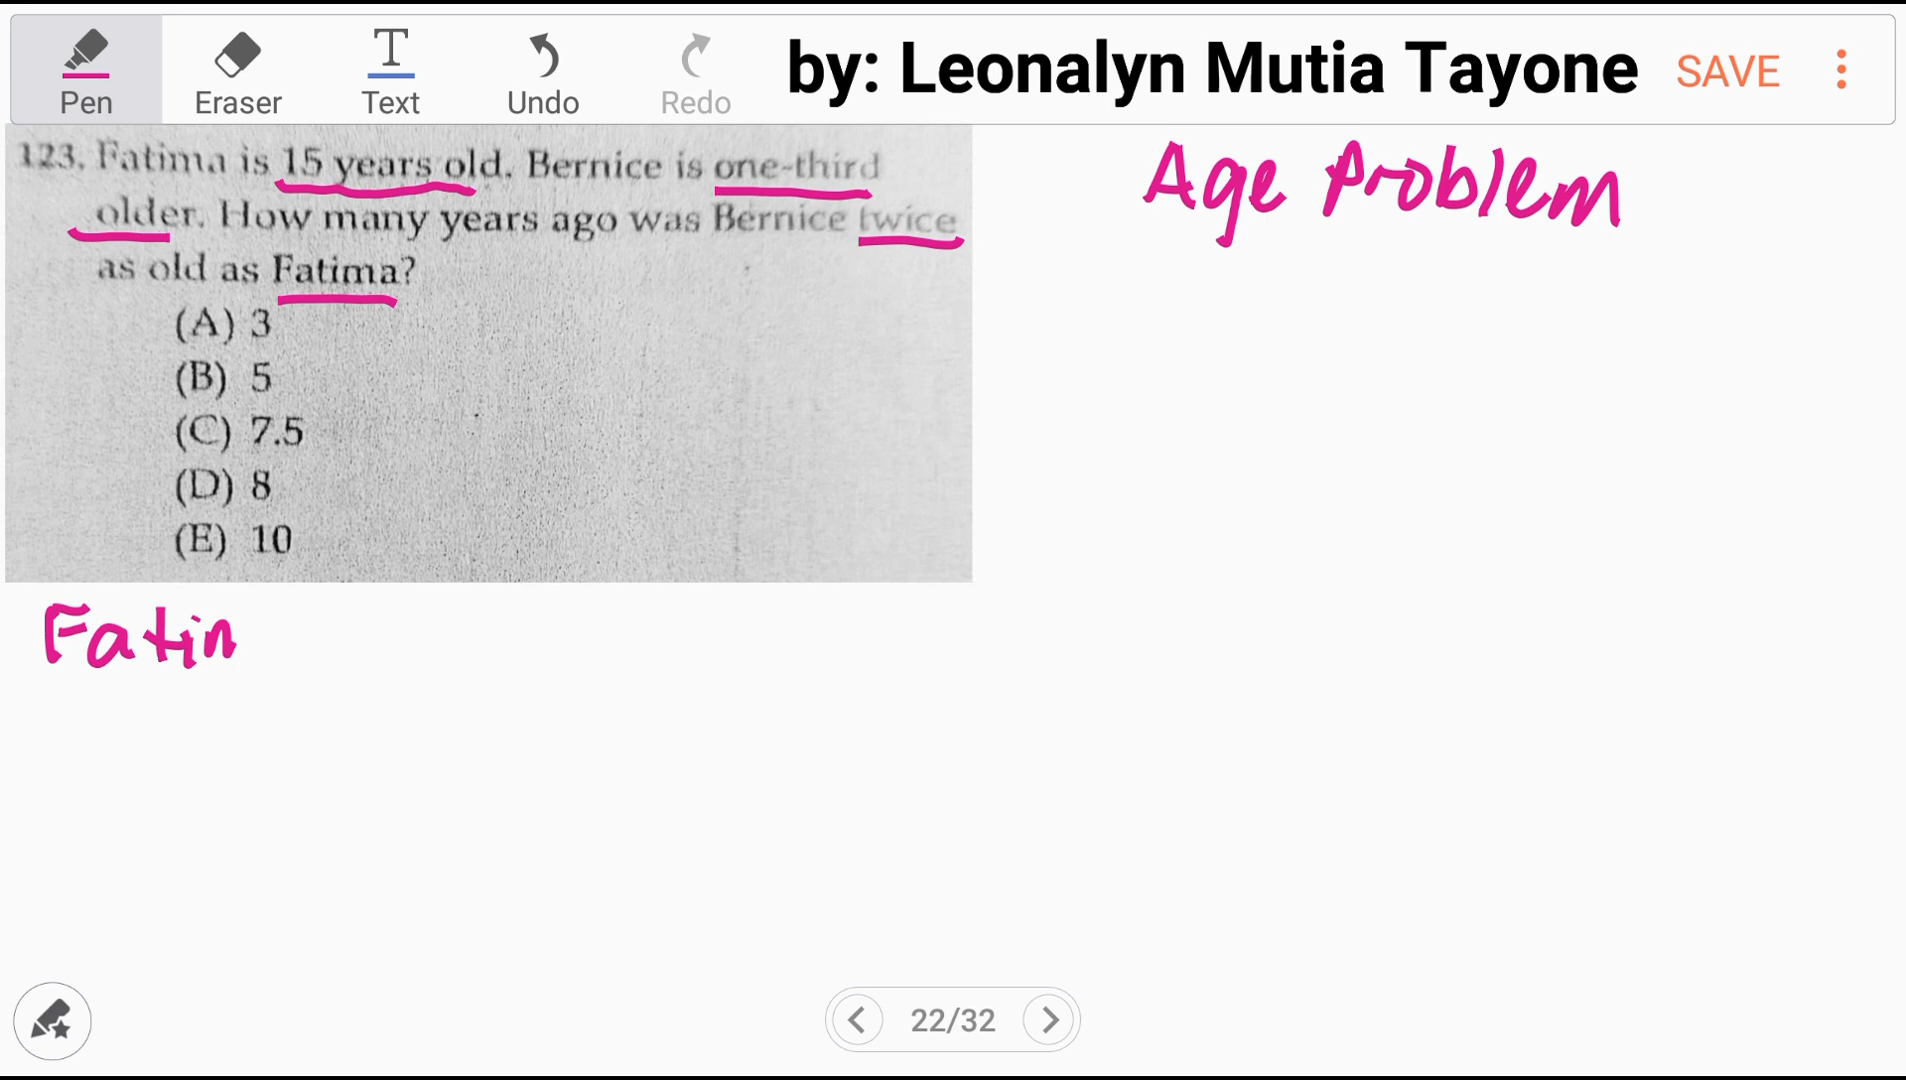 Pen
Eraser
Text
Undo
Redo
by: Leonalyn Mutia Tayone
SAVE
123. Fatima is 15 years old. Bernice is one-third
older. How many years ago was Bernice twice
as old as Fatima?
(A) 3
(B) 5
(C) 7.5
(D) 8
(E) 10
Age Problem
Fatin
22/32